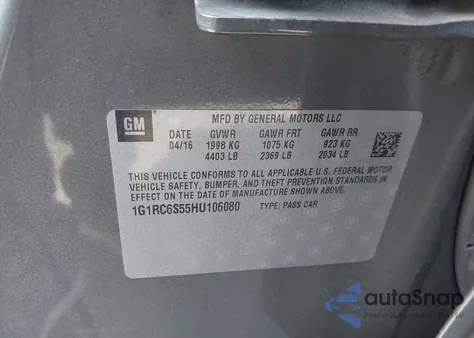 GM
MFD BY GENERAL MOTORS LLC
DATE GVWR GAWR FRT GAWR RR
04/16 1998 KG 1075 KG 923 KG
4403 LB 2369 LB 2034 LB
THIS VEHICLE CONFORMS TO ALL APPLICABLE U.S. FEDERAL MOTOR
VEHICLE SAFETY, BUMPER, AND THEFT PREVENTION STANDARDS IN
EFFECT ON THE DATE OF MANUFACTURE SHOWN ABOVE.
1G1RC6S55HU106080 TYPE: PASS CAR
autoSnap